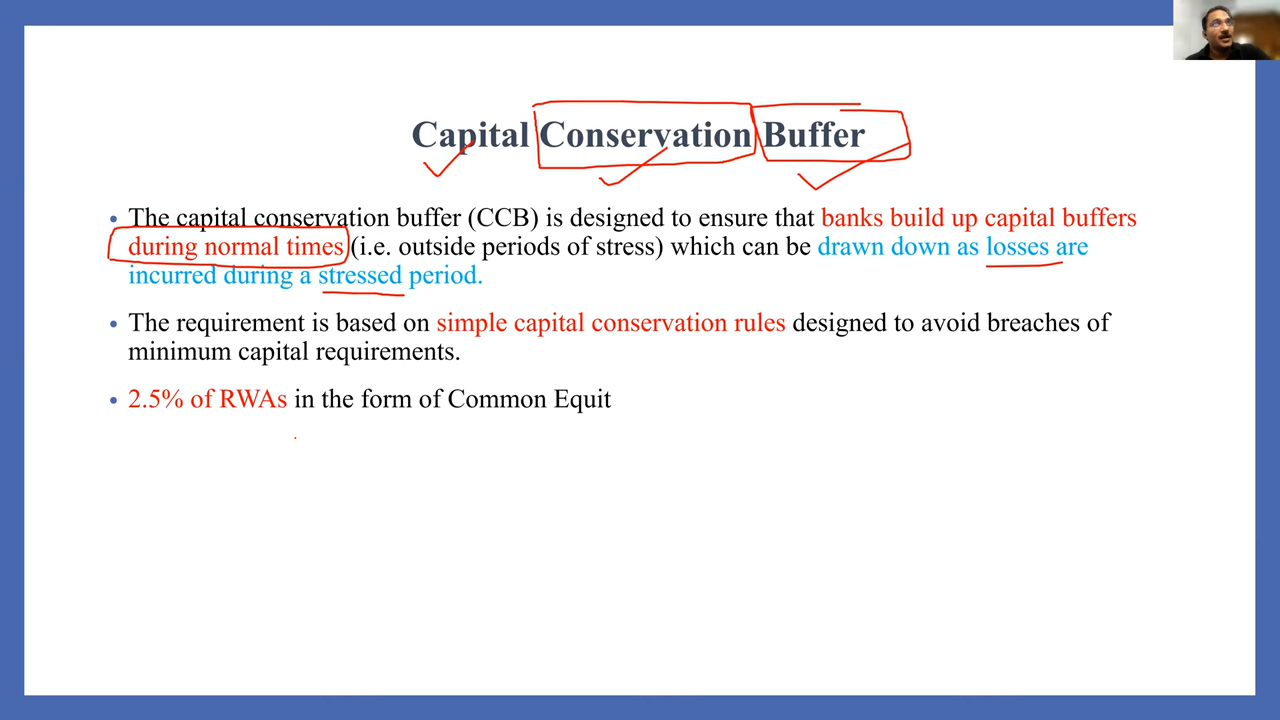 Capital Conservation Buffer
• The capital conservation buffer (CCB) is designed to ensure that banks build up capital buffers
during normal times (i.e. outside periods of stress) which can be drawn down as losses are
incurred during a stressed period.
• The requirement is based on simple capital conservation rules designed to avoid breaches of
minimum capital requirements.
• 2.5% of RWAs in the form of Common Equit